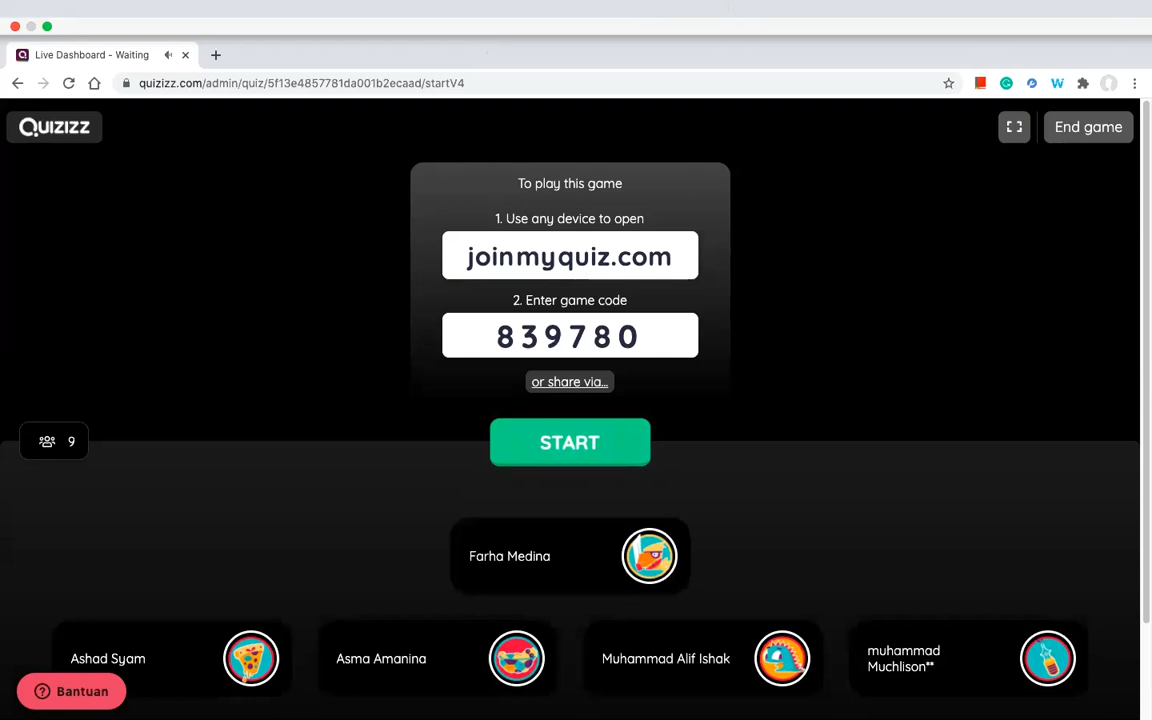 Live Dashboard - Waiting
quizizz.com/admin/quiz/5f13e4857781da001b2ecaad/startV4
QUIZIZZ
End game
To play this game
1. Use any device to open
joinmyquiz.com
2. Enter game code
839780
or share via...
9
START
Farha Medina
Ashad Syam
Asma Amanina
Muhammad Alif Ishak
muhammad
Muchlison**
Bantuan